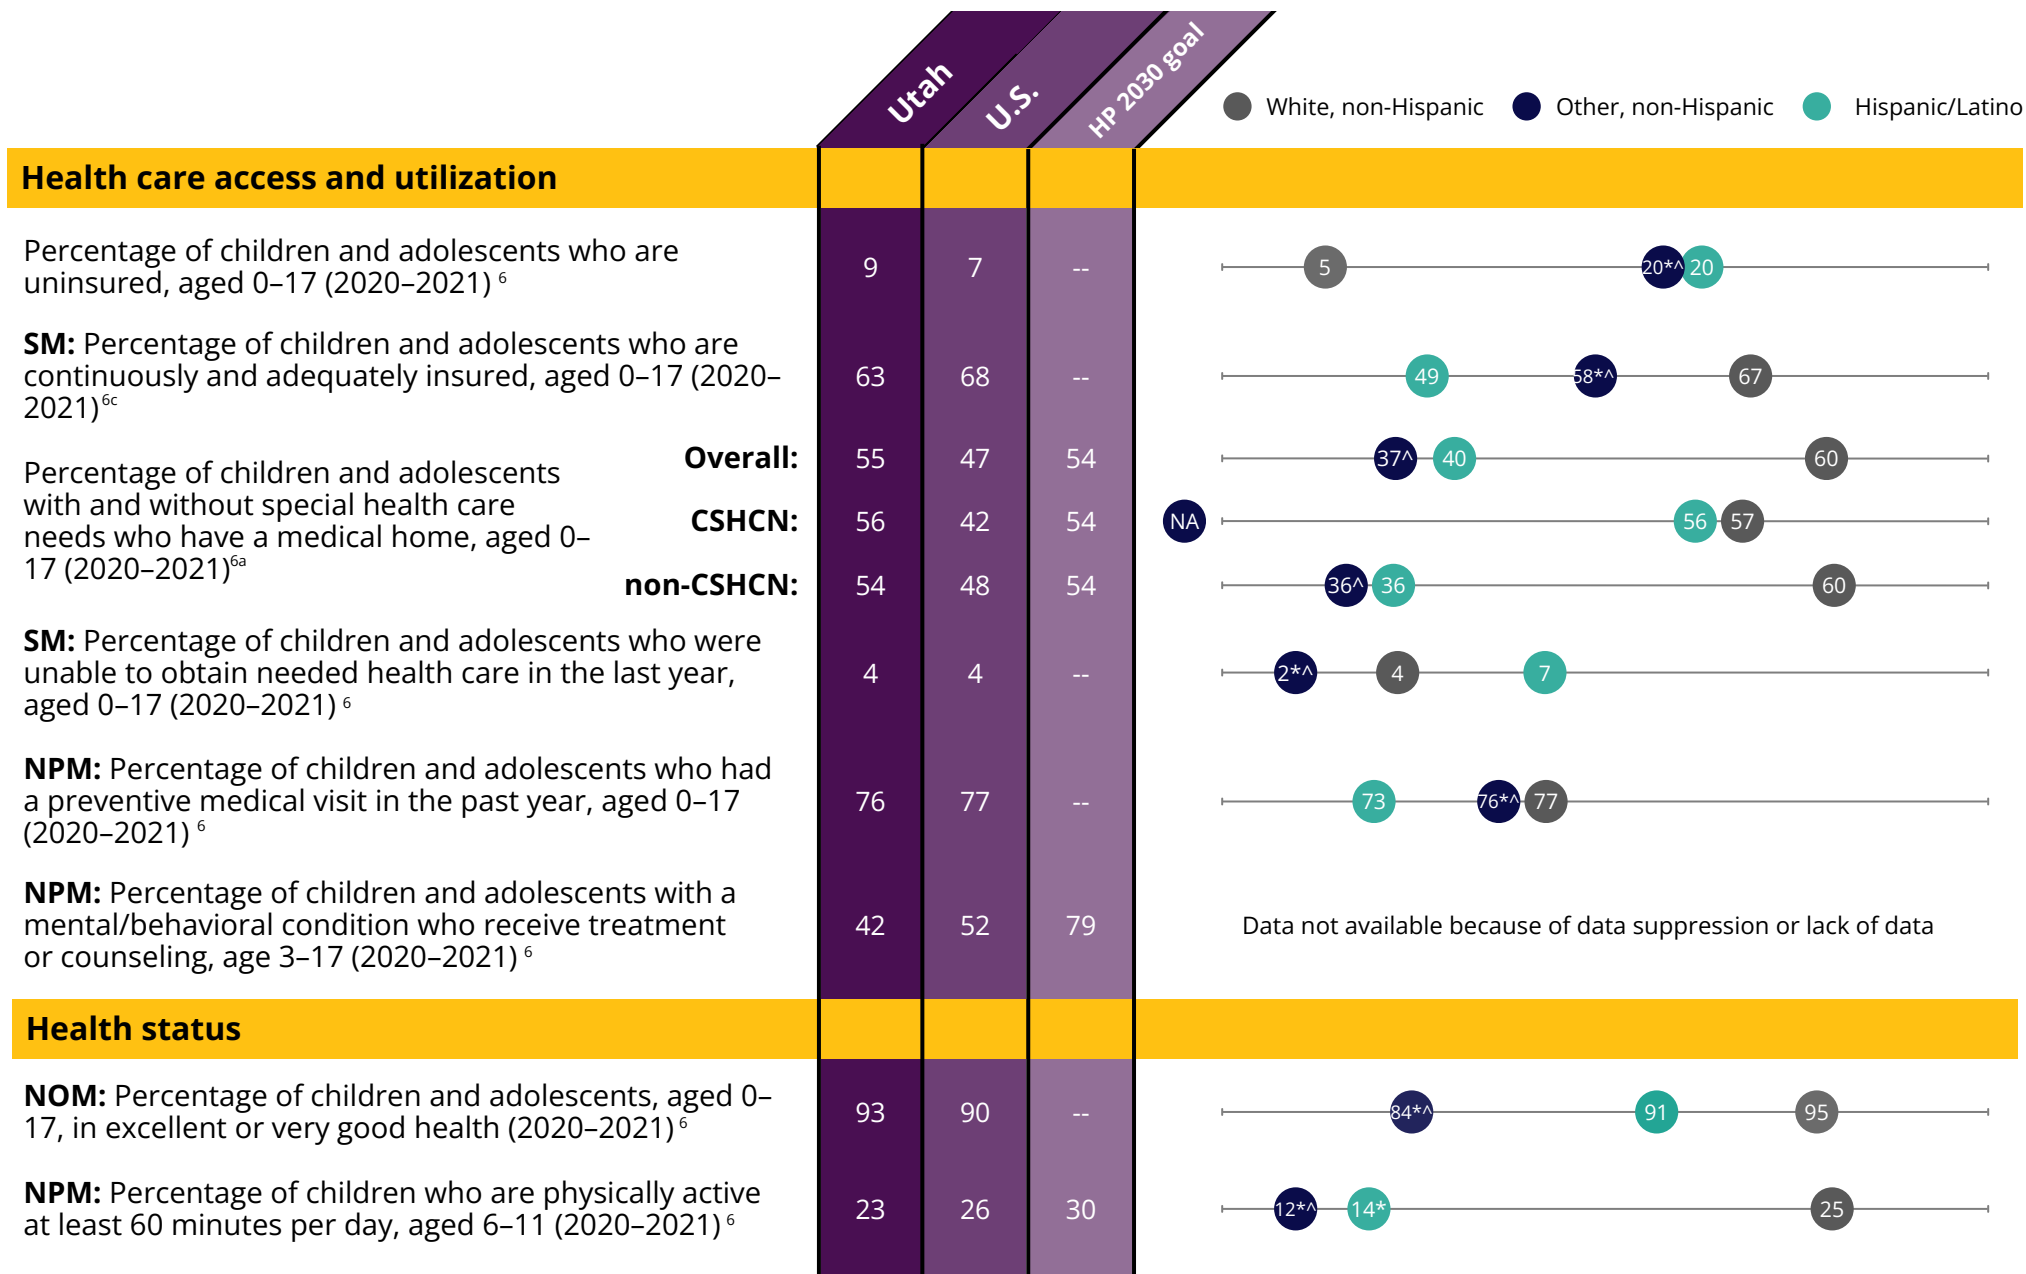 Utah
U.S.
HP 2030 goal
White, non-Hispanic
Other, non-Hispanic
Hispanic/Latino
Health care access and utilization
Percentage of children and adolescents who are
uninsured, aged 0–17 (2020–2021) 6
9 7 --
5 20*^ 20
SM: Percentage of children and adolescents who are
continuously and adequately insured, aged 0–17 (2020–
2021) 6c
63 68 --
49 58*^ 67
Percentage of children and adolescents
with and without special health care
needs who have a medical home, aged 0–
17 (2020–2021)6a
Overall: 55 47 54
37^ 40 60
CSHCN: 56 42 54
NA 56 57
non-CSHCN: 54 48 54
36^ 36 60
SM: Percentage of children and adolescents who were
unable to obtain needed health care in the last year,
aged 0–17 (2020–2021) 6
4 4 --
2*^ 4 7
NPM: Percentage of children and adolescents who had
a preventive medical visit in the past year, aged 0–17
(2020–2021) 6
76 77 --
73 76*^ 77
NPM: Percentage of children and adolescents with a
mental/behavioral condition who receive treatment
or counseling, age 3–17 (2020–2021) 6
42 52 79
Data not available because of data suppression or lack of data
Health status
NOM: Percentage of children and adolescents, aged 0–
17, in excellent or very good health (2020–2021) 6
93 90 --
84*^ 91 95
NPM: Percentage of children who are physically active
at least 60 minutes per day, aged 6–11 (2020–2021) 6
23 26 30
12*^ 14* 25